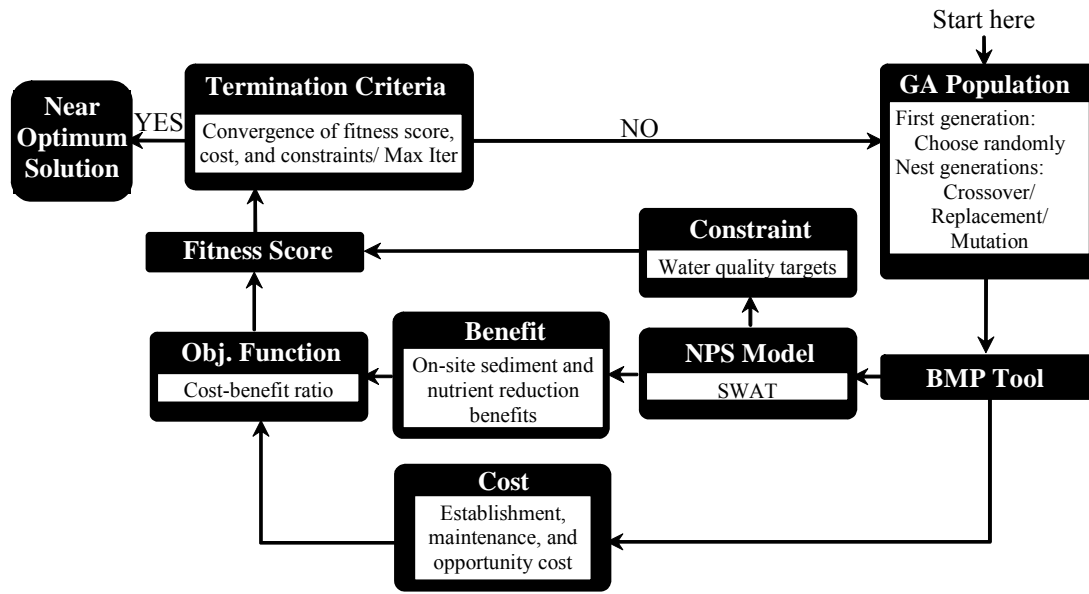 Start here
Near
Optimum
Solution
YES
Termination Criteria
Convergence of fitness score,
cost, and constraints/ Max Iter
NO
GA Population
First generation:
Choose randomly
Nest generations:
Crossover/
Replacement/
Mutation
Fitness Score
Constraint
Water quality targets
Obj. Function
Cost-benefit ratio
Benefit
On-site sediment and
nutrient reduction
benefits
NPS Model
SWAT
BMP Tool
Cost
Establishment,
maintenance, and
opportunity cost